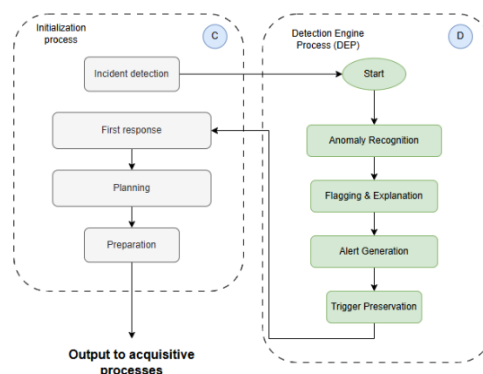 Initialization
process
C
Incident detection
First response
Planning
Preparation
Output to acquisitive
processes
Detection Engine
Process (DEP)
D
Start
Anomaly Recognition
Flagging & Explanation
Alert Generation
Trigger Preservation